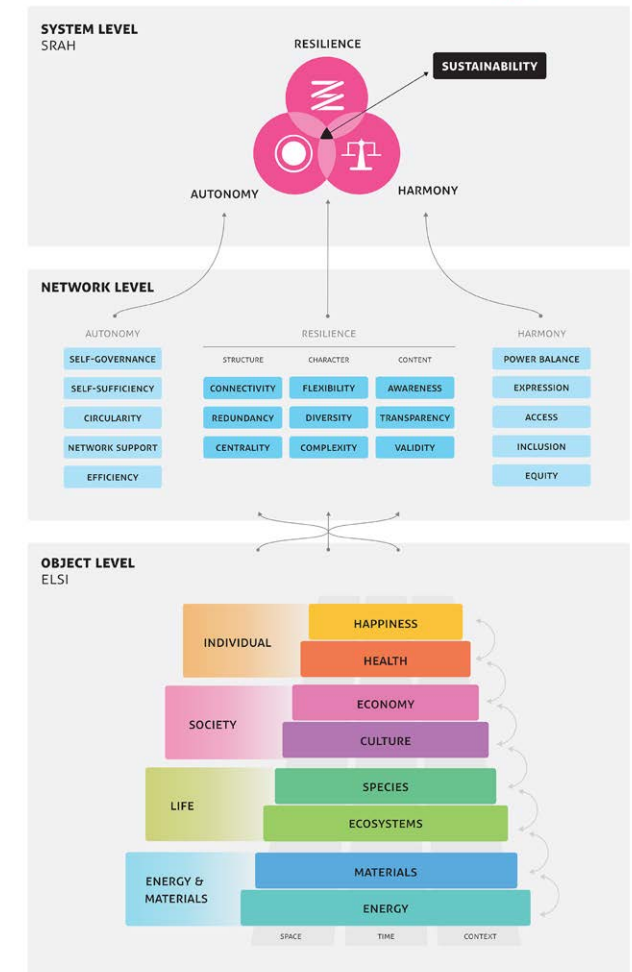 SYSTEM LEVEL
SRAH
RESILIENCE
SUSTAINABILITY
AUTONOMY
HARMONY
NETWORK LEVEL
AUTONOMY
SELF-GOVERNANCE
SELF-SUFFICIENCY
CIRCULARITY
NETWORK SUPPORT
EFFICIENCY
RESILIENCE
STRUCTURE
CHARACTER
CONTENT
CONNECTIVITY
FLEXIBILITY
AWARENESS
REDUNDANCY
DIVERSITY
TRANSPARENCY
CENTRALITY
COMPLEXITY
VALIDITY
HARMONY
POWER BALANCE
EXPRESSION
ACCESS
INCLUSION
EQUITY
OBJECT LEVEL
ELSI
INDIVIDUAL
HAPPINESS
HEALTH
SOCIETY
ECONOMY
CULTURE
LIFE
SPECIES
ECOSYSTEMS
ENERGY &
MATERIALS
MATERIALS
ENERGY
SPACE
TIME
CONTEXT